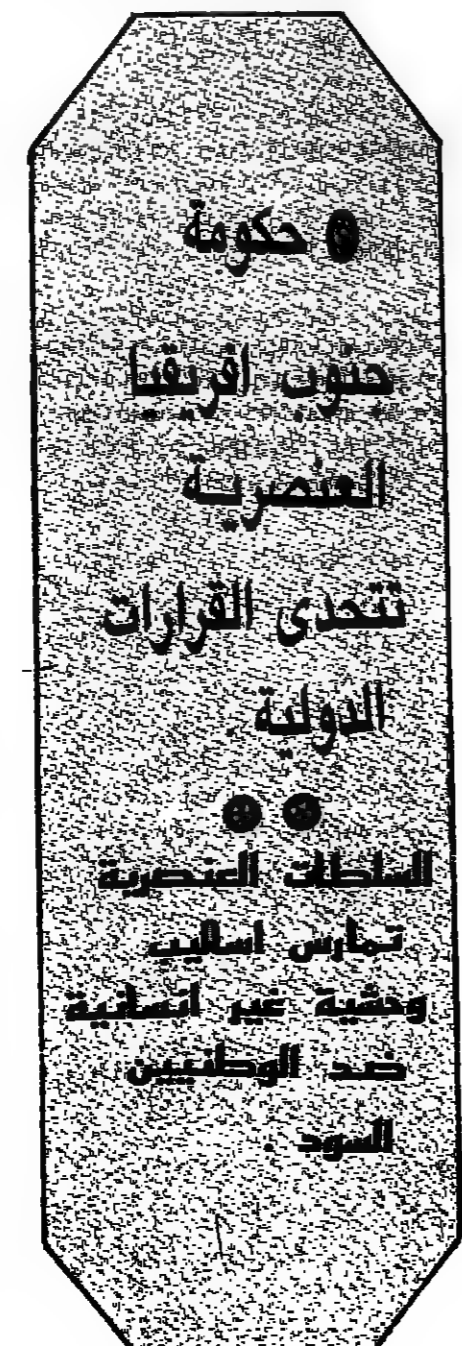 ● حكومة
جنوب افريقيا
العنصرية
تتحدى القرارات
الدولية .
● ●
السلطات العنصرية
تمارس اساليب
وحشية غير انسانية
ضد الوطنيين
السود .